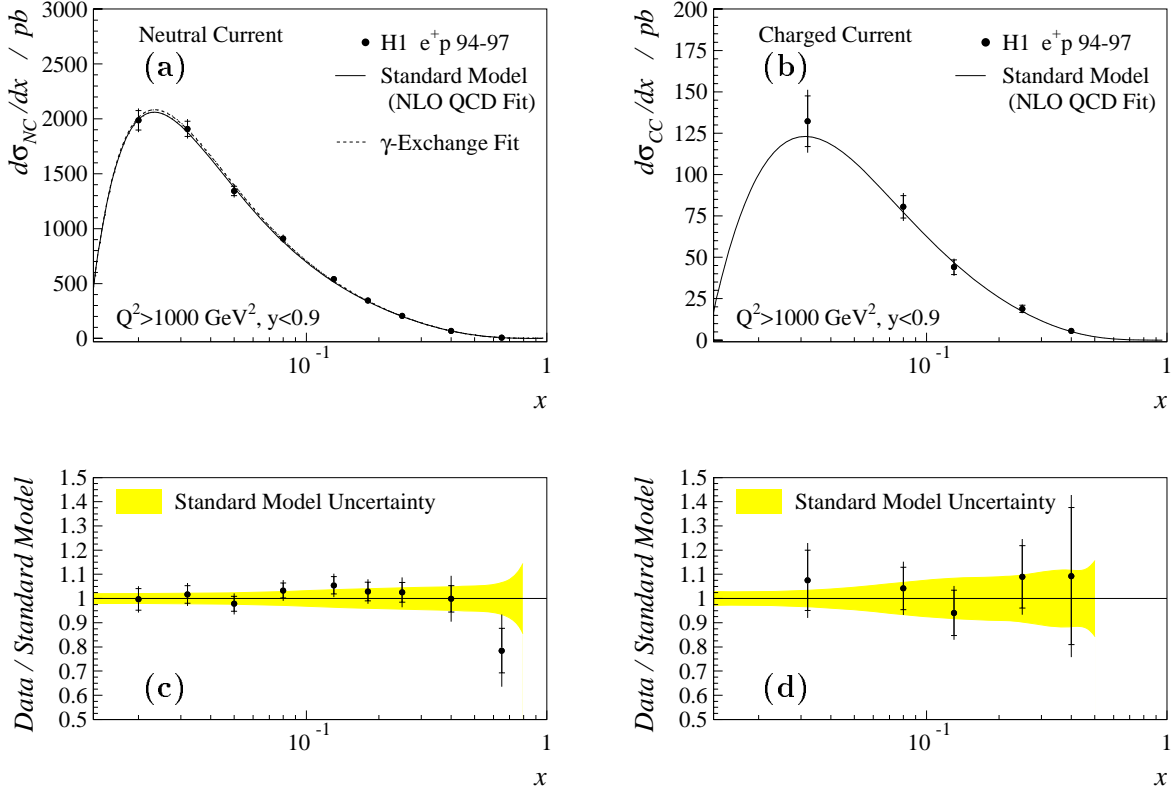 dσ_NC/dx / pb
3000
2500
2000
1500
1000
500
0
Neutral Current
(a)
H1 e⁺p 94-97
Standard Model
(NLO QCD Fit)
γ-Exchange Fit
Q²>1000 GeV², y<0.9
10⁻¹
1
x
dσ_CC/dx / pb
200
175
150
125
100
75
50
25
0
Charged Current
(b)
H1 e⁺p 94-97
Standard Model
(NLO QCD Fit)
Q²>1000 GeV², y<0.9
10⁻¹
1
x
Data / Standard Model
1.5
1.4
1.3
1.2
1.1
1
0.9
0.8
0.7
0.6
0.5
Standard Model Uncertainty
(c)
10⁻¹
1
x
Data / Standard Model
1.5
1.4
1.3
1.2
1.1
1
0.9
0.8
0.7
0.6
0.5
Standard Model Uncertainty
(d)
10⁻¹
1
x